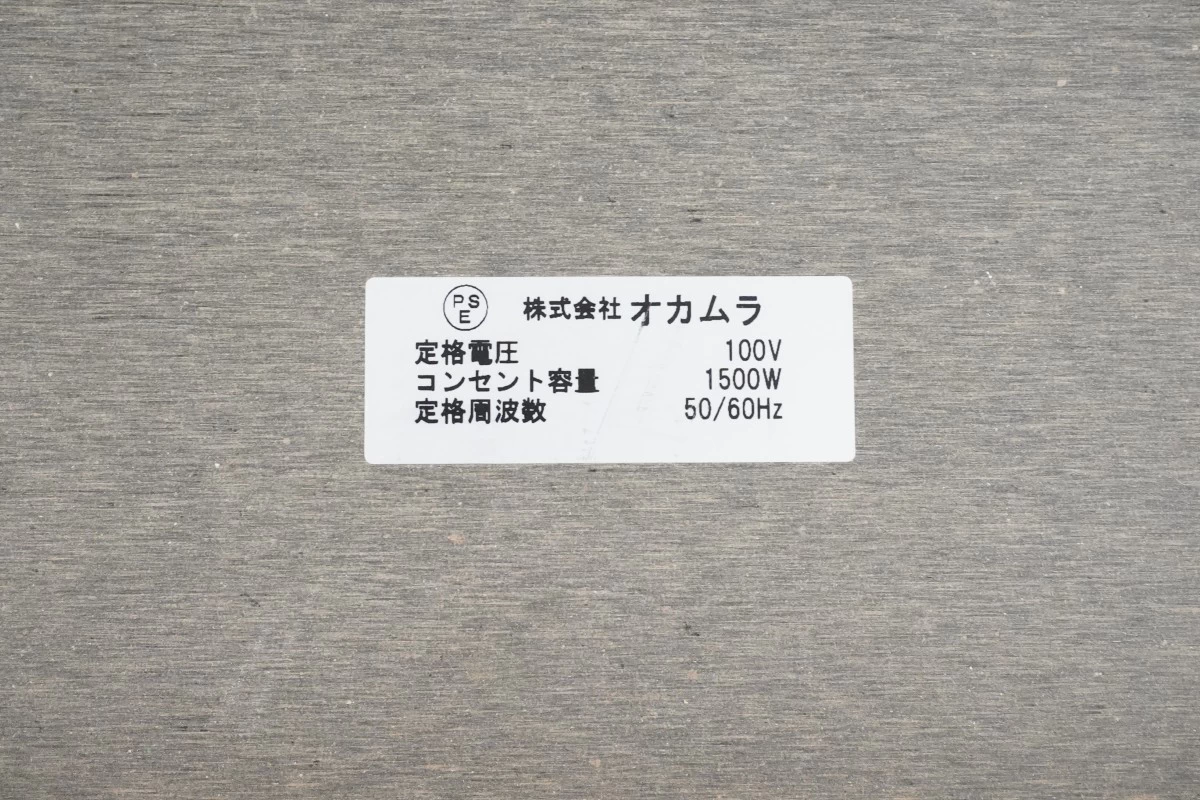 PSE 株式会社 オカムラ
定格電圧 100V
コンセント容量 1500W
定格周波数 50/60Hz